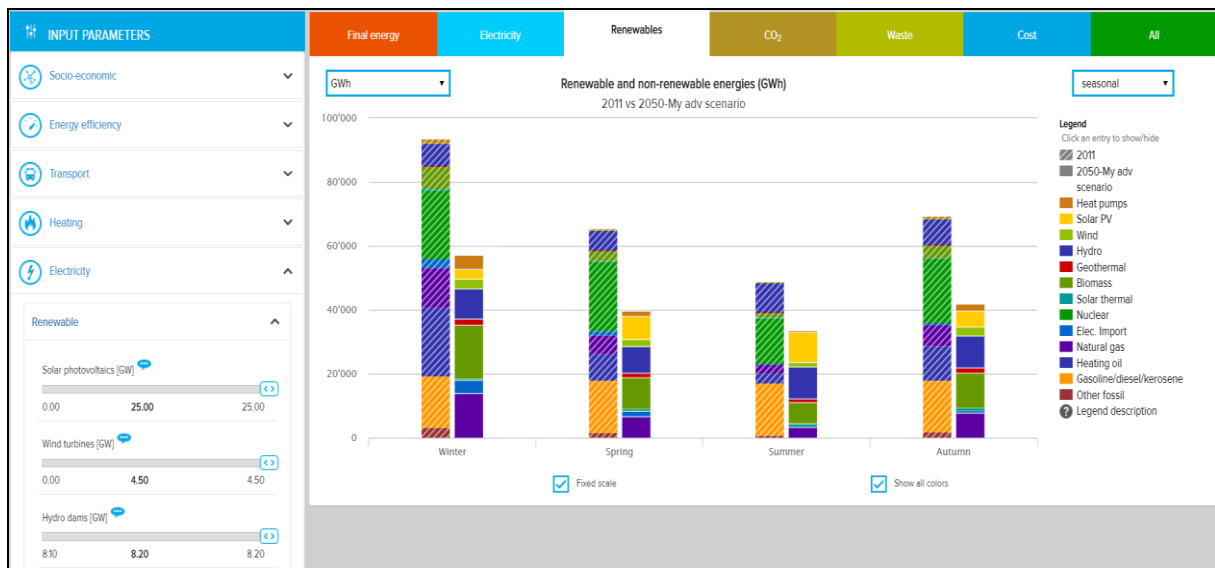 INPUT PARAMETERS
Socio-economic
Energy efficiency
Transport
Heating
Electricity
Renewable
Solar photovoltaics [GW]
0.00 25.00 25.00
Wind turbines [GW]
0.00 4.50 4.50
Hydro dams [GW]
8.10 8.20 8.20
Final energy Electricity Renewables CO₂ Waste Cost All
GWh
Renewable and non-renewable energies (GWh)
2011 vs 2050-My adv scenario
seasonal
100'000
80'000
60'000
40'000
20'000
0
Winter Spring Summer Autumn
Fixed scale Show all colors
Legend
Click an entry to show/hide
2011
2050-My adv
scenario
Heat pumps
Solar PV
Wind
Hydro
Geothermal
Biomass
Solar thermal
Nuclear
Elec. Import
Natural gas
Heating oil
Gasoline/diesel/kerosene
Other fossil
? Legend description